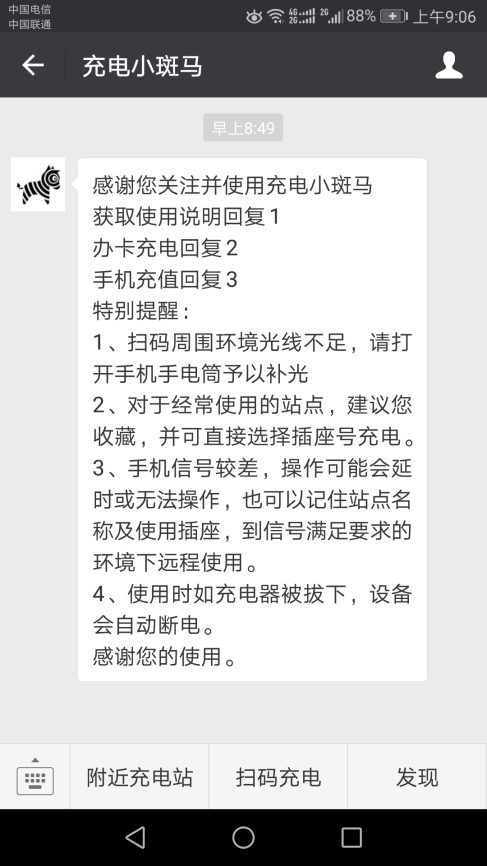 中国电信
中国联通
4G 2G 2G 88% 上午9:06
充电小斑马
早上8:49
感谢您关注并使用充电小斑马
获取使用说明回复1
办卡充电回复2
手机充值回复3
特别提醒：
1、扫码周围环境光线不足，请打
开手机手电筒予以补光
2、对于经常使用的站点，建议您
收藏，并可直接选择插座号充电。
3、手机信号较差，操作可能会延
时或无法操作，也可以记住站点名
称及使用插座，到信号满足要求的
环境下远程使用。
4、使用时如充电器被拔下，设备
会自动断电。
感谢您的使用。
附近充电站 扫码充电 发现